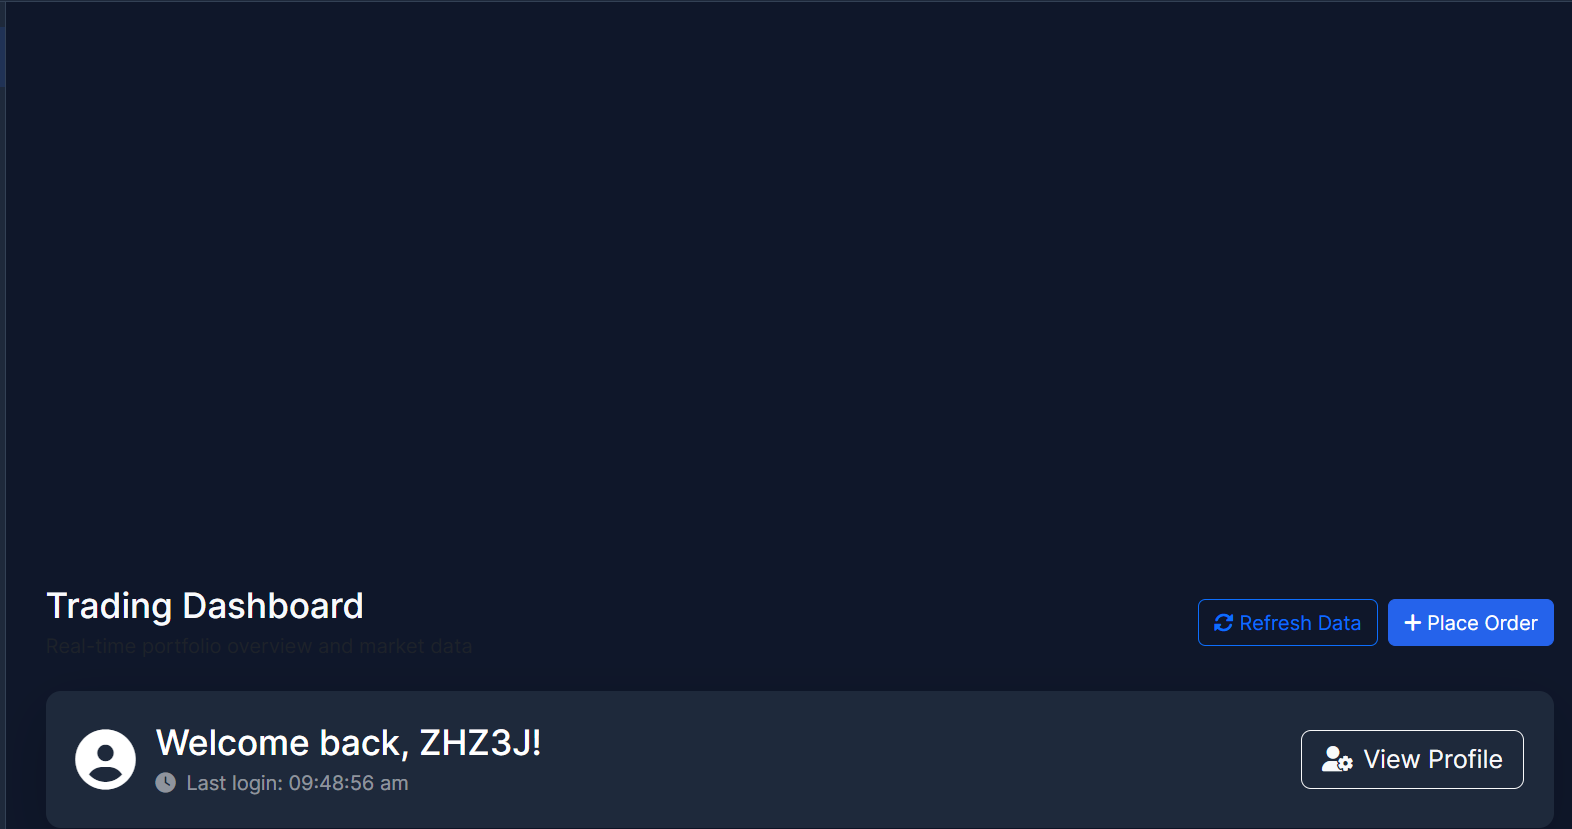 Trading Dashboard
Real-time portfolio overview and market data
Refresh Data
Place Order
Welcome back, ZHZ3J!
Last login: 09:48:56 am
View Profile